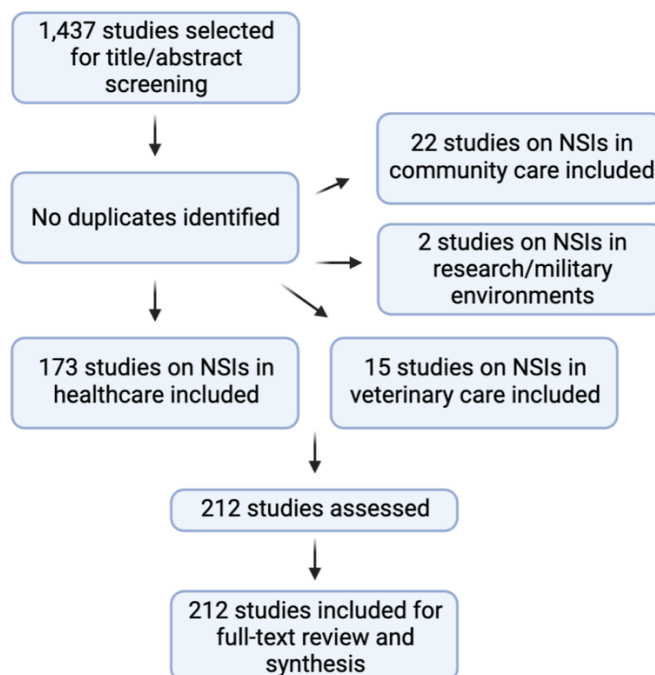 1,437 studies selected
for title/abstract
screening
22 studies on NSIs in
community care included
No duplicates identified
2 studies on NSIs in
research/military
environments
173 studies on NSIs in
healthcare included
15 studies on NSIs in
veterinary care included
212 studies assessed
212 studies included for
full-text review and
synthesis